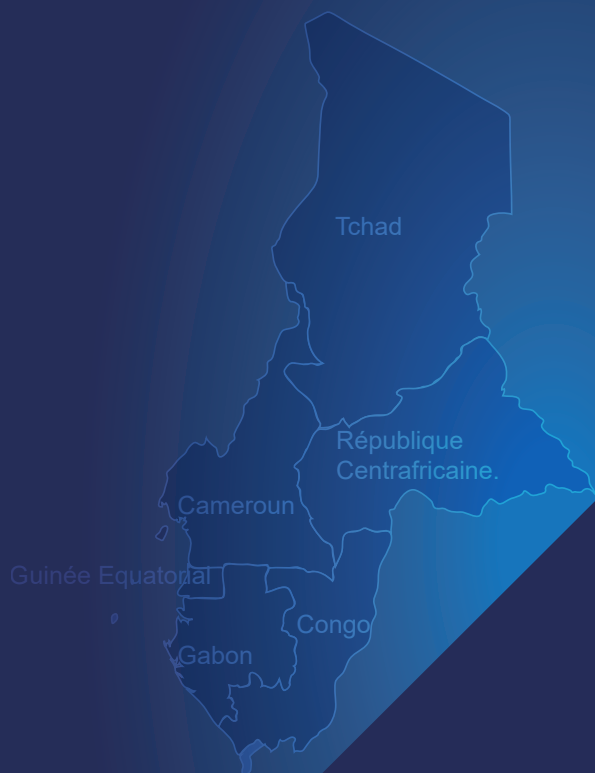 Tchad
République
Centrafricaine.
Cameroun
Guinée Equatorial
Congo
Gabon